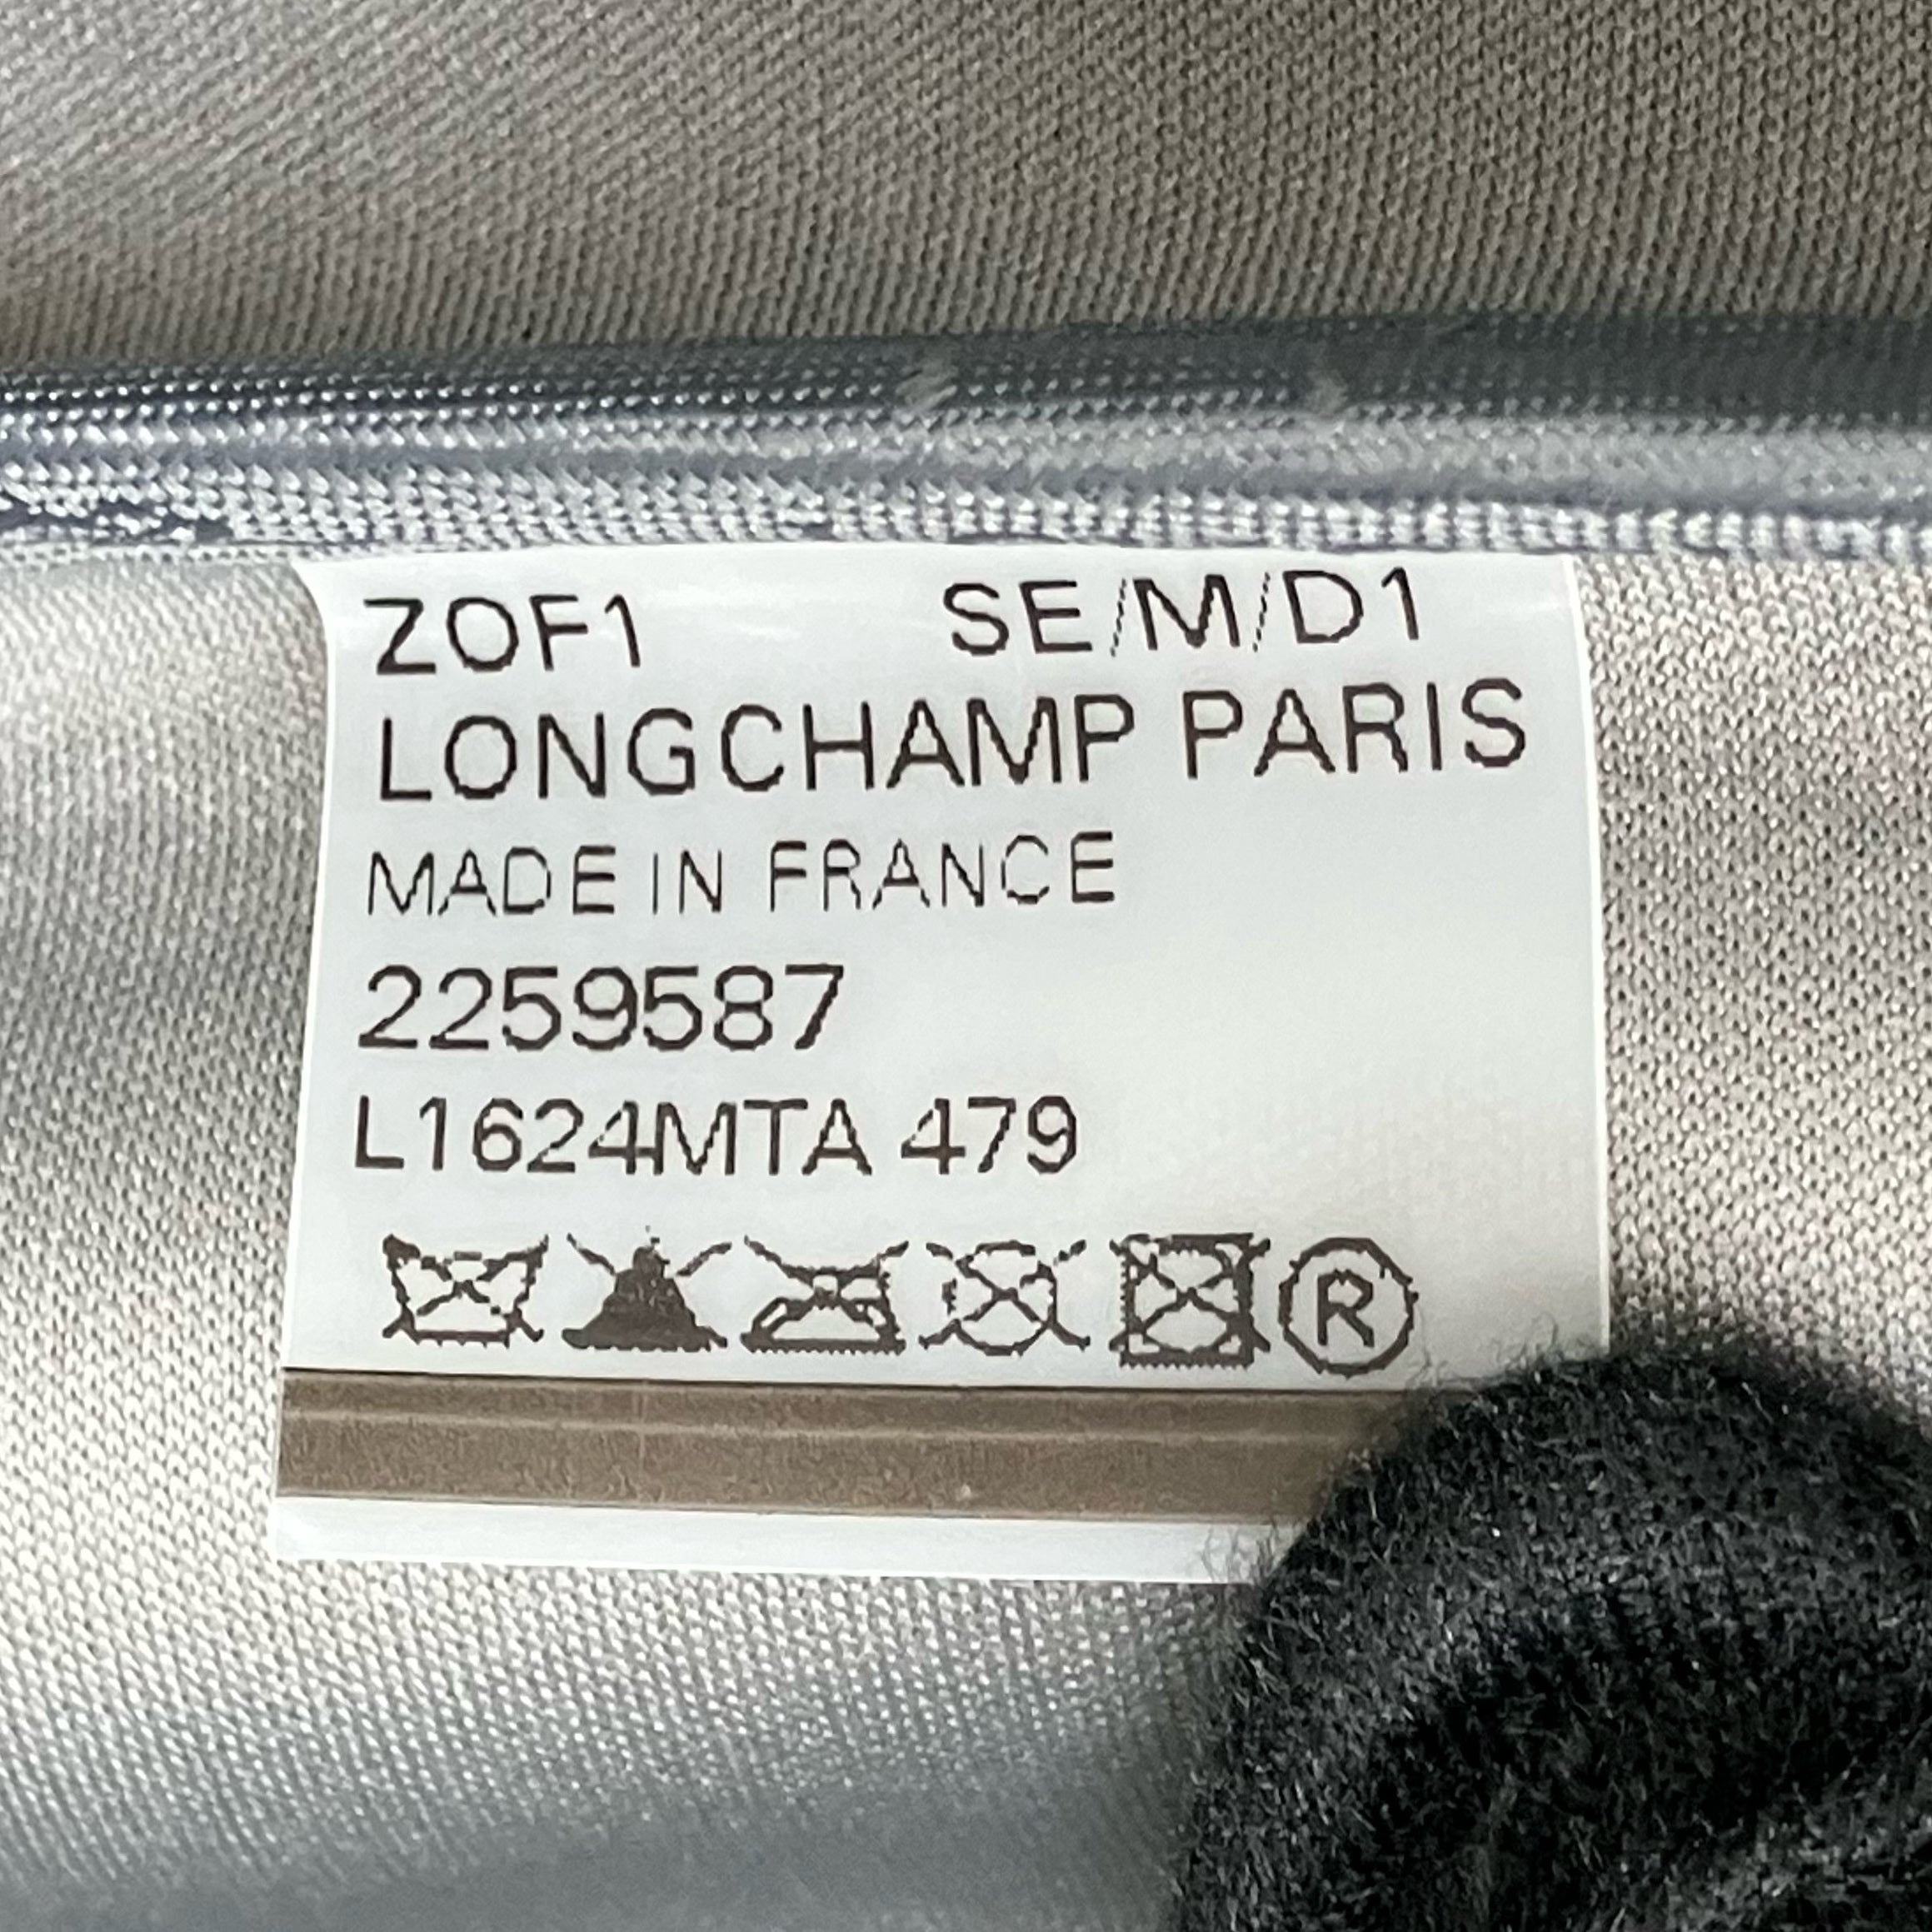 ZOF1 SE/M/D1
LONGCHAMP PARIS
MADE IN FRANCE
2259587
L1624MTA 479
®